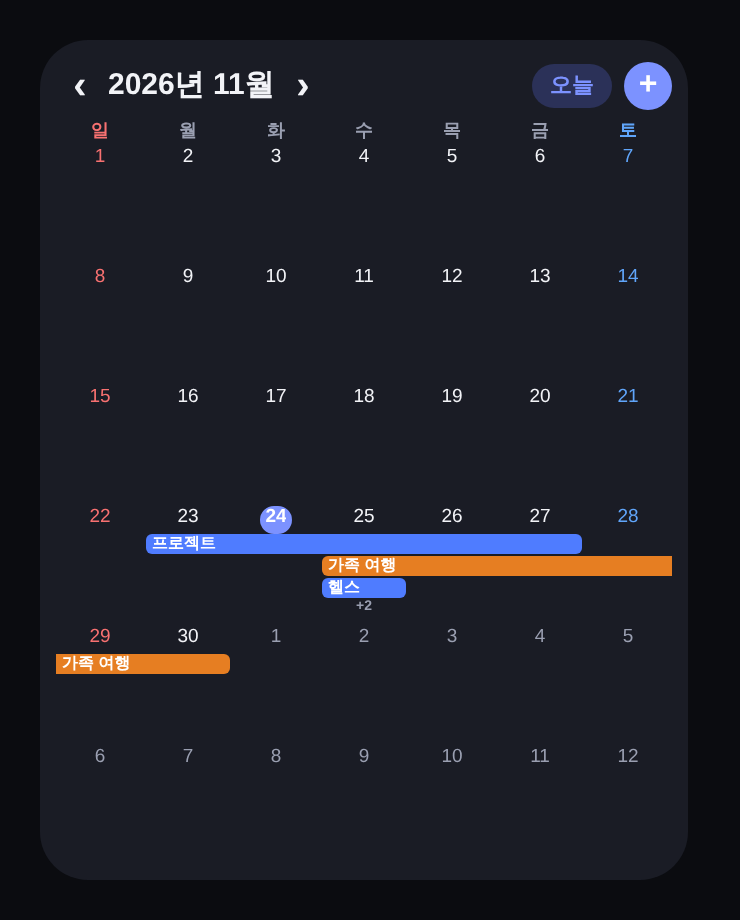 ‹ 2026년 11월 › 오늘 +
일 월 화 수 목 금 토
1 2 3 4 5 6 7
8 9 10 11 12 13 14
15 16 17 18 19 20 21
22 23 24 25 26 27 28
프로젝트
가족 여행
헬스
+2
29 30 1 2 3 4 5
가족 여행
6 7 8 9 10 11 12